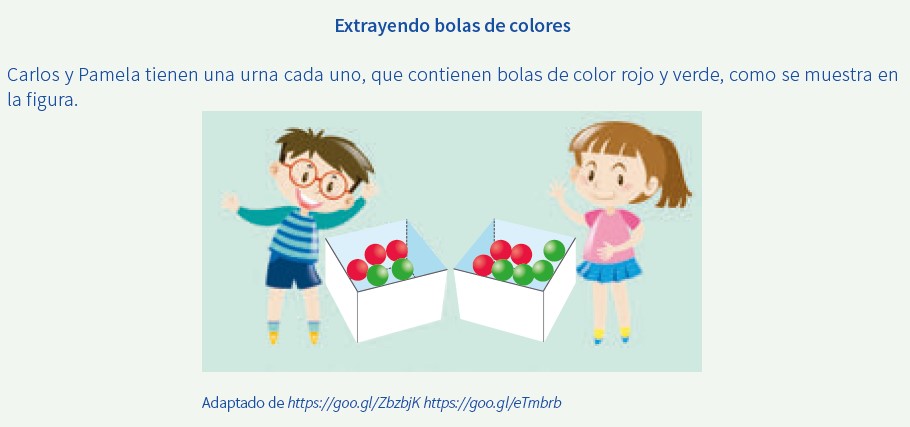 Extrayendo bolas de colores
Carlos y Pamela tienen una urna cada uno, que contienen bolas de color rojo y verde, como se muestra en
la figura.
Adaptado de https://goo.gl/ZbzbjK https://goo.gl/eTmbrb